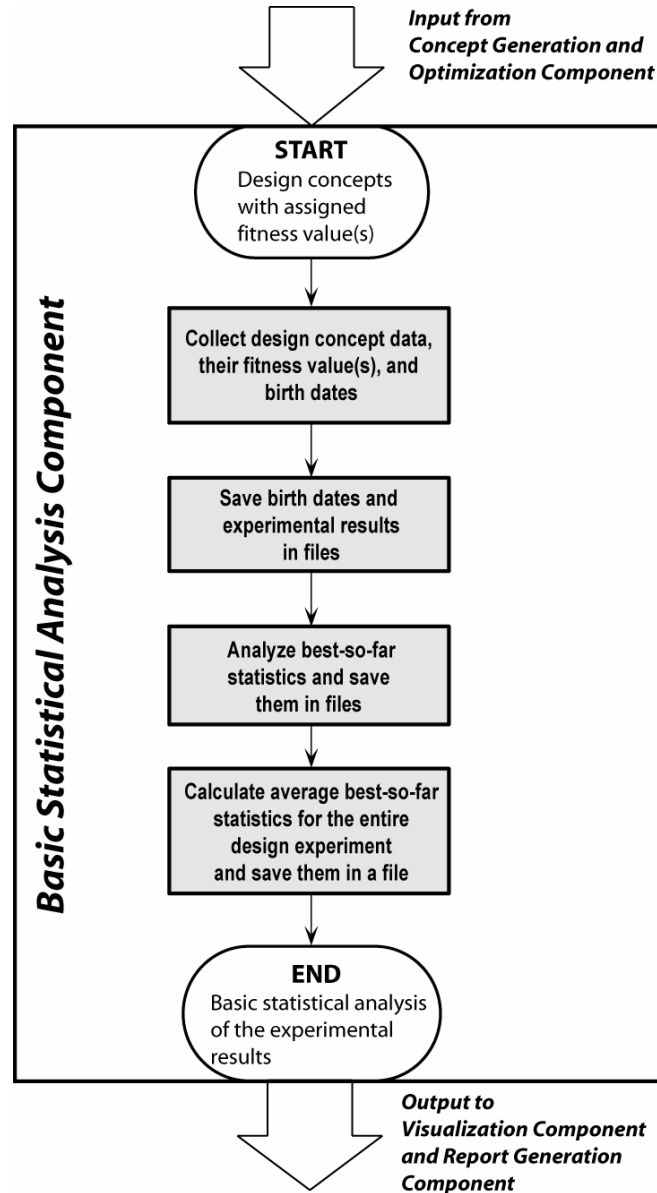 Input from
Concept Generation and
Optimization Component
Basic Statistical Analysis Component
START
Design concepts
with assigned
fitness value(s)
Collect design concept data,
their fitness value(s), and
birth dates
Save birth dates and
experimental results
in files
Analyze best-so-far
statistics and save
them in files
Calculate average best-so-far
statistics for the entire
design experiment
and save them in a file
END
Basic statistical analysis
of the experimental
results
Output to
Visualization Component
and Report Generation
Component